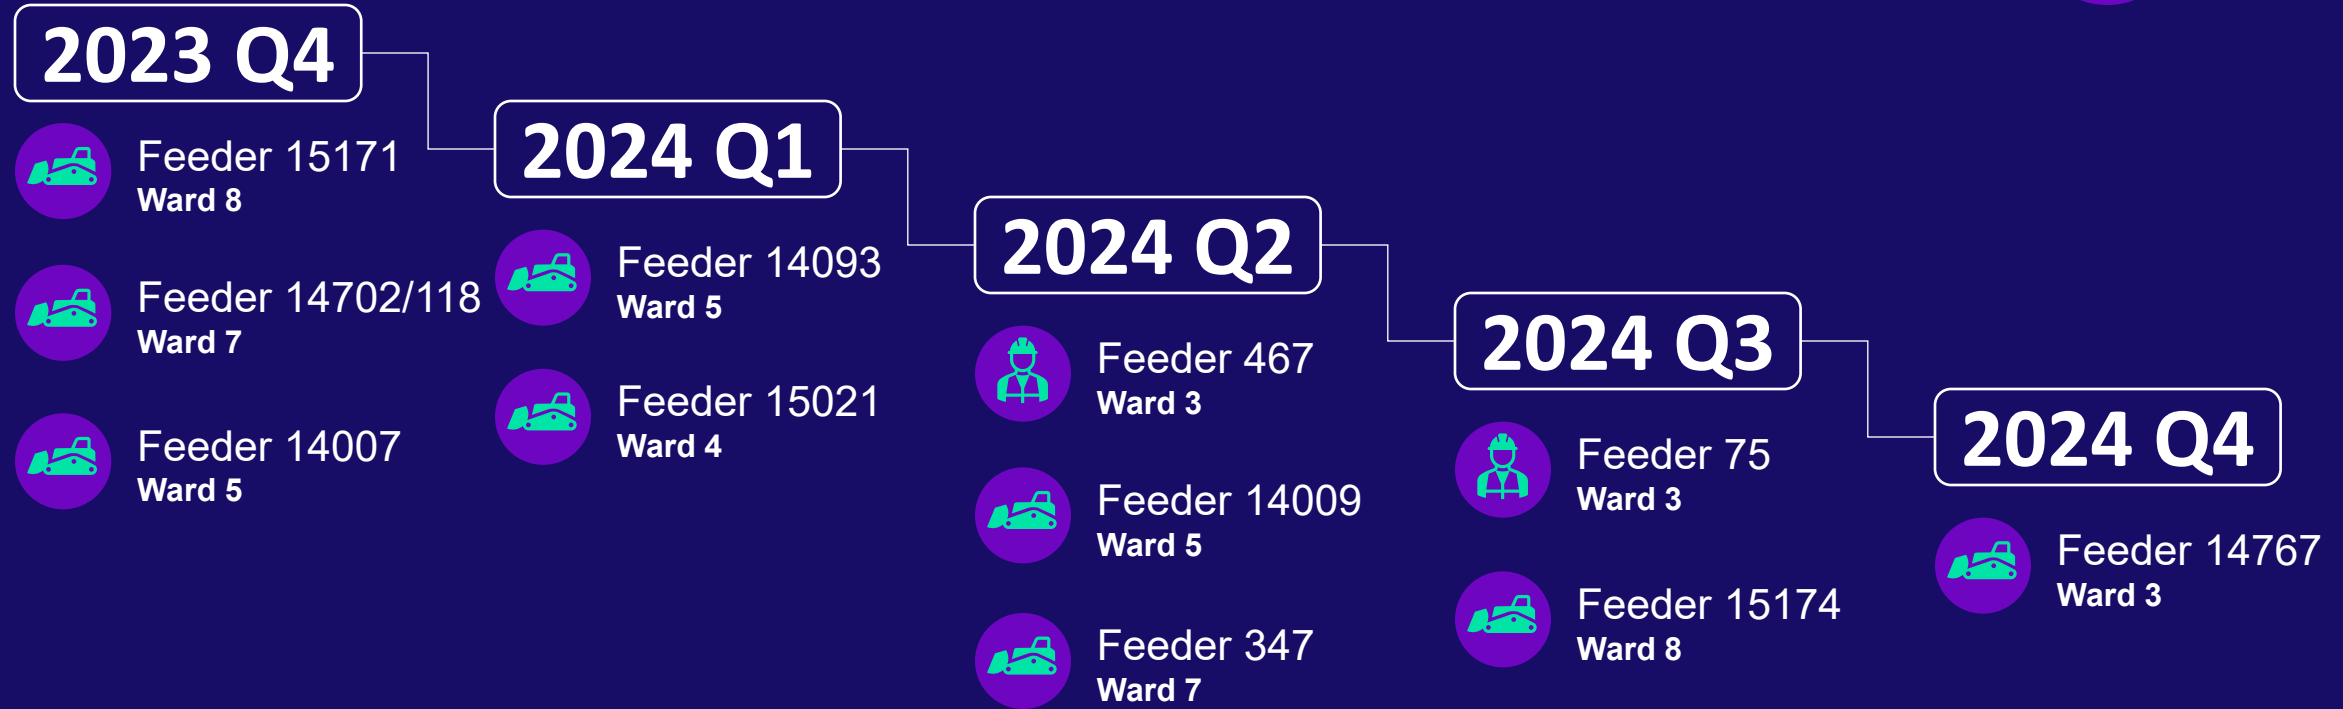 2023 Q4
Feeder 15171
Ward 8
Feeder 14702/118
Ward 7
Feeder 14007
Ward 5
2024 Q1
Feeder 14093
Ward 5
Feeder 15021
Ward 4
2024 Q2
Feeder 467
Ward 3
Feeder 14009
Ward 5
Feeder 347
Ward 7
2024 Q3
Feeder 75
Ward 3
Feeder 15174
Ward 8
2024 Q4
Feeder 14767
Ward 3